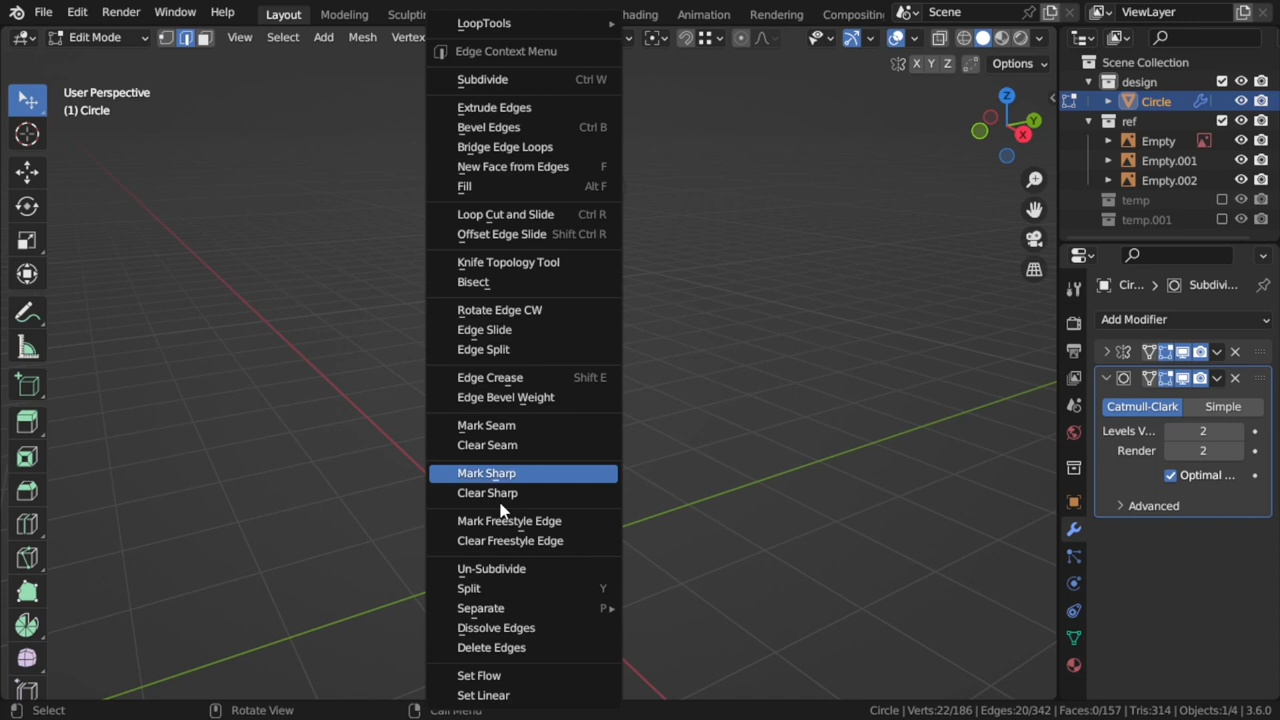 File Edit Render Window Help Layout Modeling Sculptin hading Animation Rendering Compositing Scene ViewLayer
Edit Mode View Select Add Mesh Vertex
X Y Z Options
User Perspective
(1) Circle
LoopTools
Edge Context Menu
Subdivide Ctrl W
Extrude Edges
Bevel Edges Ctrl B
Bridge Edge Loops
New Face from Edges F
Fill Alt F
Loop Cut and Slide Ctrl R
Offset Edge Slide Shift Ctrl R
Knife Topology Tool
Bisect
Rotate Edge CW
Edge Slide
Edge Split
Edge Crease Shift E
Edge Bevel Weight
Mark Seam
Clear Seam
Mark Sharp
Clear Sharp
Mark Freestyle Edge
Clear Freestyle Edge
Un-Subdivide
Split Y
Separate P
Dissolve Edges
Delete Edges
Set Flow
Set Linear
Z
Y
X
Scene Collection
design
Circle
ref
Empty
Empty.001
Empty.002
temp
temp.001
Cir... Subdivi...
Add Modifier
Catmull-Clark Simple
Levels V... 2
Render 2
Optimal ...
Advanced
Select Rotate View Call Menu Circle | Verts:22/186 | Edges:20/342 | Faces:0/157 | Tris:314 | Objects:1/4 | 3.6.0